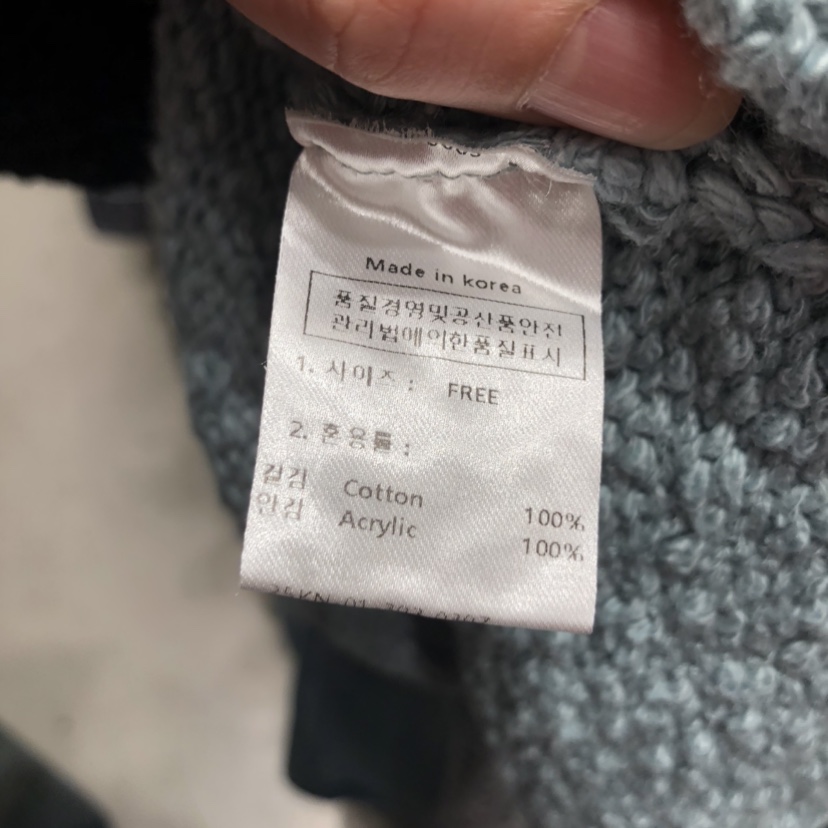 Made in korea
품질경영및공산품안전
관리법에의한품질표시
1. 사이즈 : FREE
2. 혼용률 :
겉감 Cotton 100%
안감 Acrylic 100%